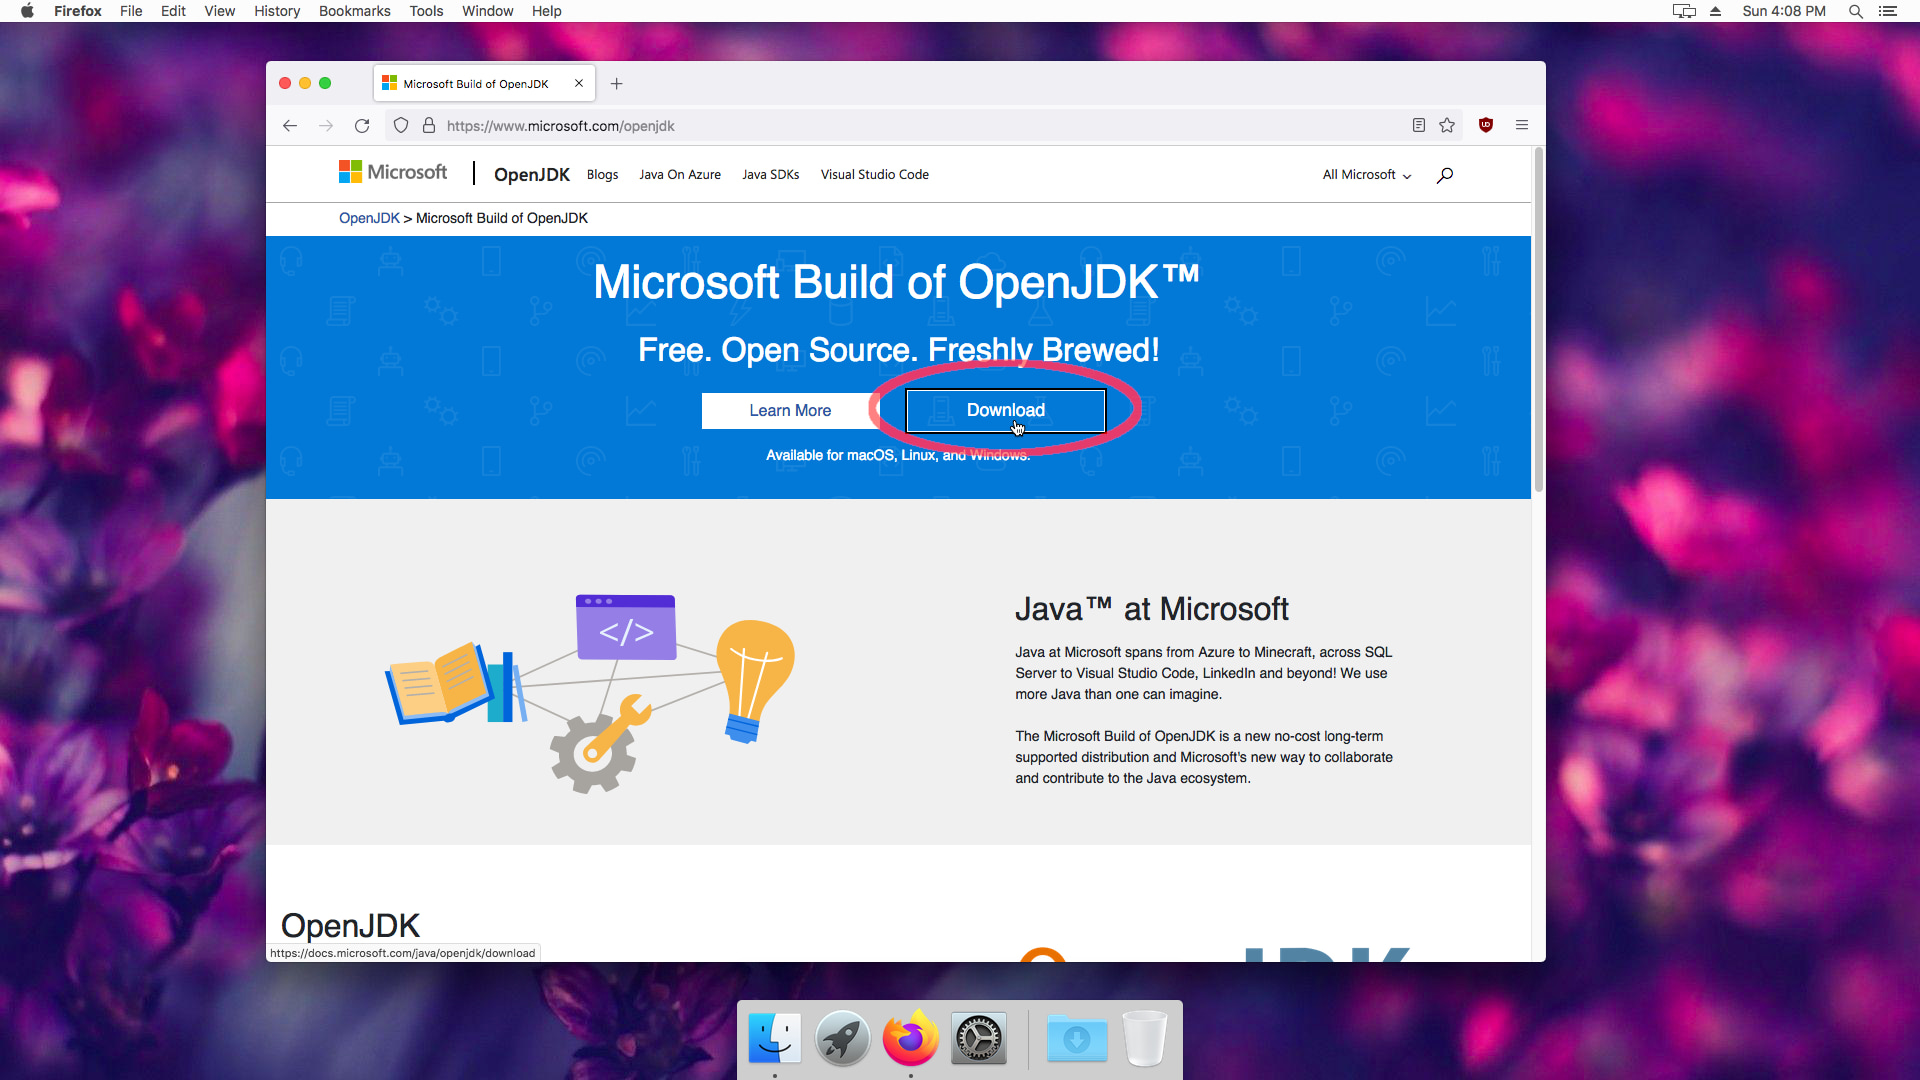 Firefox File Edit View History Bookmarks Tools Window Help Sun 4:08 PM
Microsoft Build of OpenJDK
https://www.microsoft.com/openjdk
Microsoft OpenJDK Blogs Java On Azure Java SDKs Visual Studio Code All Microsoft
OpenJDK > Microsoft Build of OpenJDK
Microsoft Build of OpenJDK™
Free. Open Source. Freshly Brewed!
Learn More Download
Available for macOS, Linux, and Windows.
</>
Java™ at Microsoft
Java at Microsoft spans from Azure to Minecraft, across SQL
Server to Visual Studio Code, LinkedIn and beyond! We use
more Java than one can imagine.
The Microsoft Build of OpenJDK is a new no-cost long-term
supported distribution and Microsoft's new way to collaborate
and contribute to the Java ecosystem.
OpenJDK
https://docs.microsoft.com/java/openjdk/download